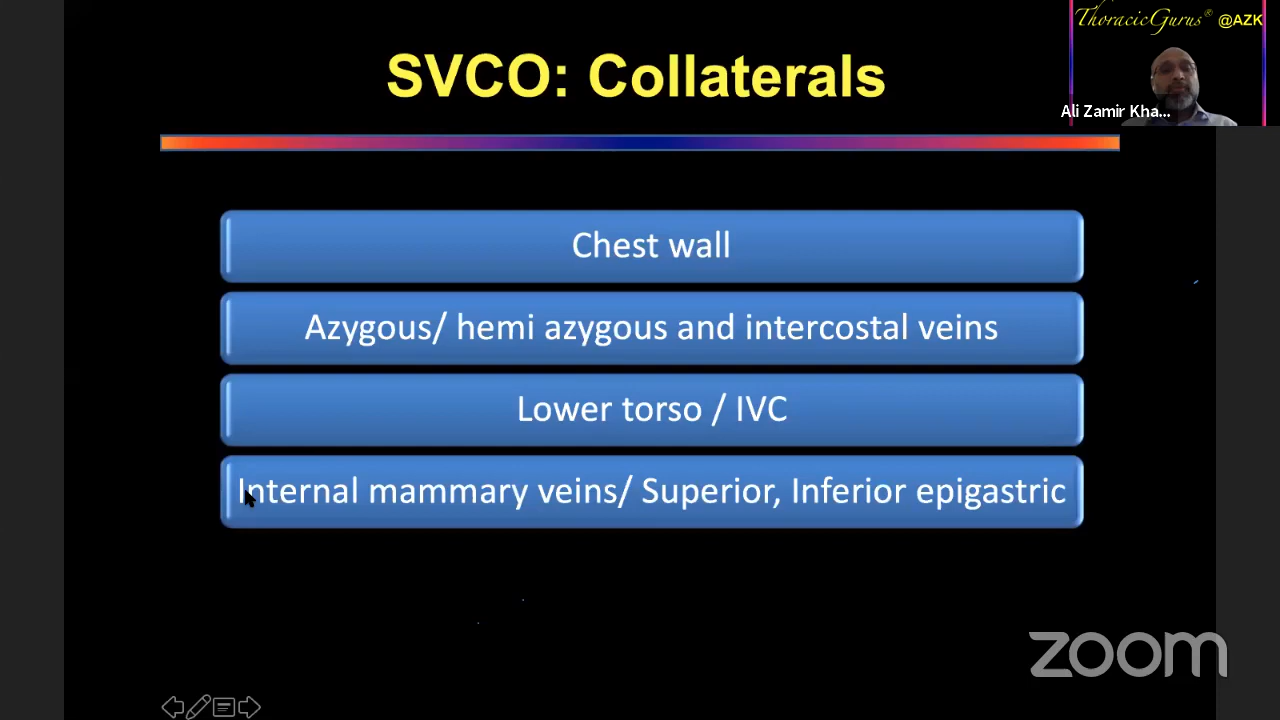 ThoracicGurus® @AZK
SVCO: Collaterals
Ali Zamir Kha...
Chest wall
Azygous/ hemi azygous and intercostal veins
Lower torso / IVC
Internal mammary veins/ Superior, Inferior epigastric
zoom